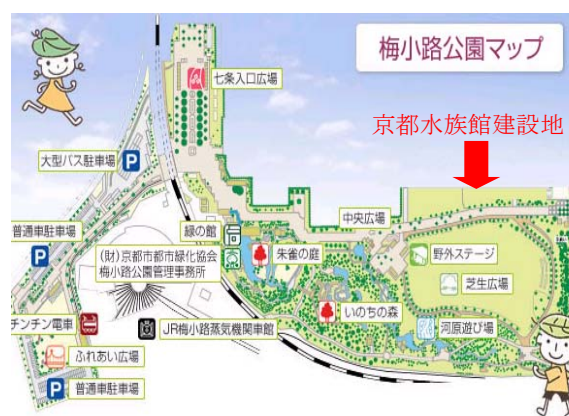 梅小路公園マップ
七条入口広場
京都水族館建設地
大型バス駐車場
P
普通車駐車場
P
緑の館
中央広場
(財)京都市都市緑化協会
梅小路公園管理事務所
朱雀の庭
野外ステージ
芝生広場
いのちの森
チンチン電車
JR梅小路蒸気機関車館
河原遊び場
ふれあい広場
P
普通車駐車場